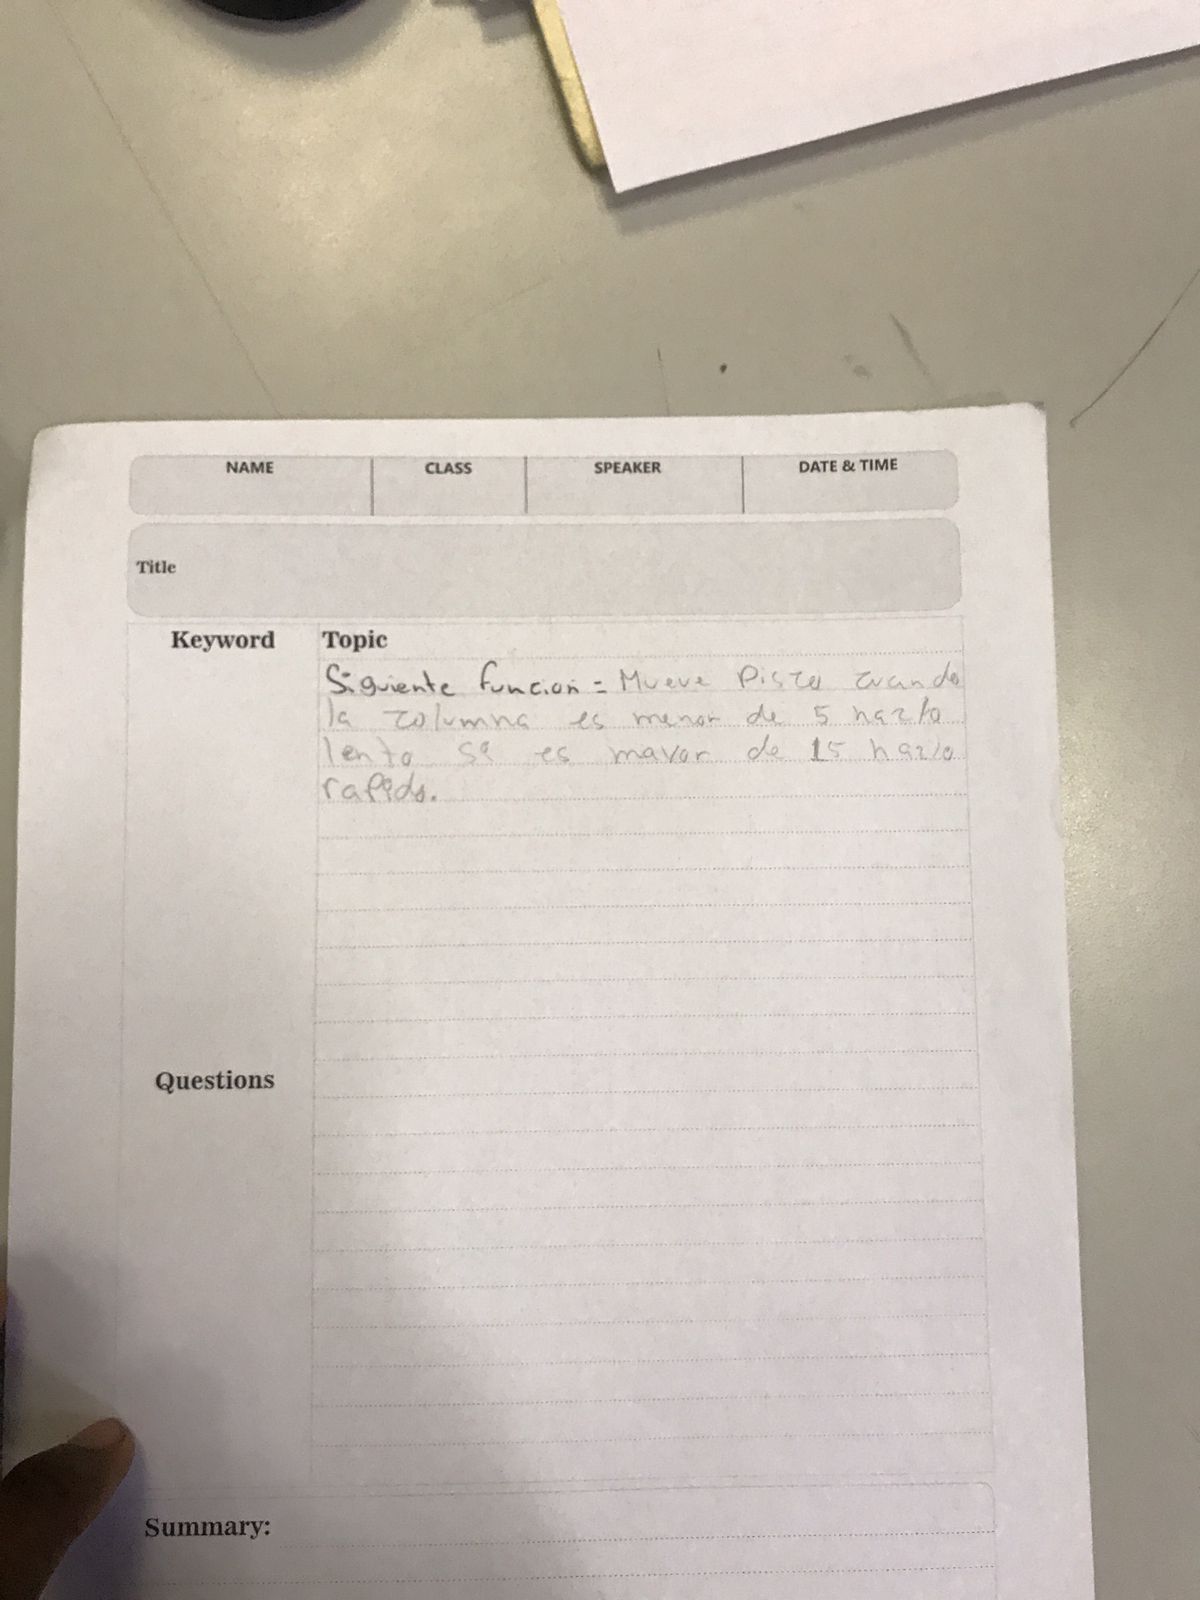 NAME CLASS SPEAKER DATE & TIME
Title
Keyword Topic
Siguiente funcion = Mueve Pista cuando
la columna es menor de 5 hazlo
lento si es mayor de 15 hazlo
rapido.
Questions
Summary: